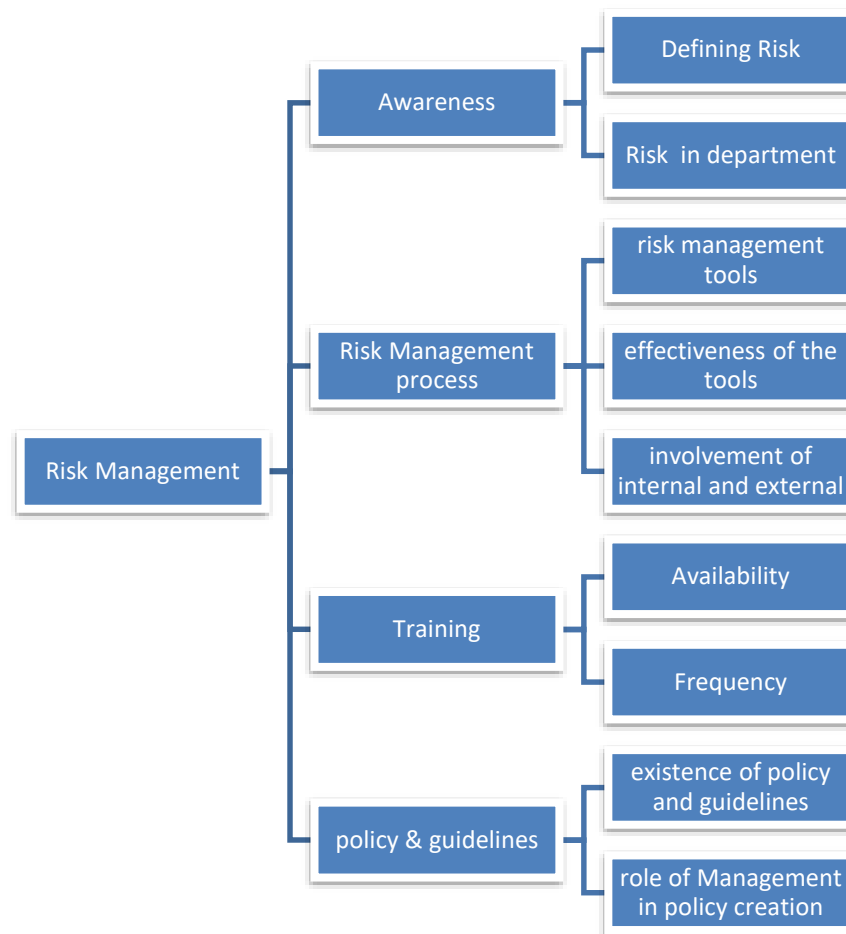 Risk Management
Awareness
Defining Risk
Risk in department
Risk Management
process
risk management
tools
effectiveness of the
tools
involvement of
internal and external
Training
Availability
Frequency
policy & guidelines
existence of policy
and guidelines
role of Management
in policy creation